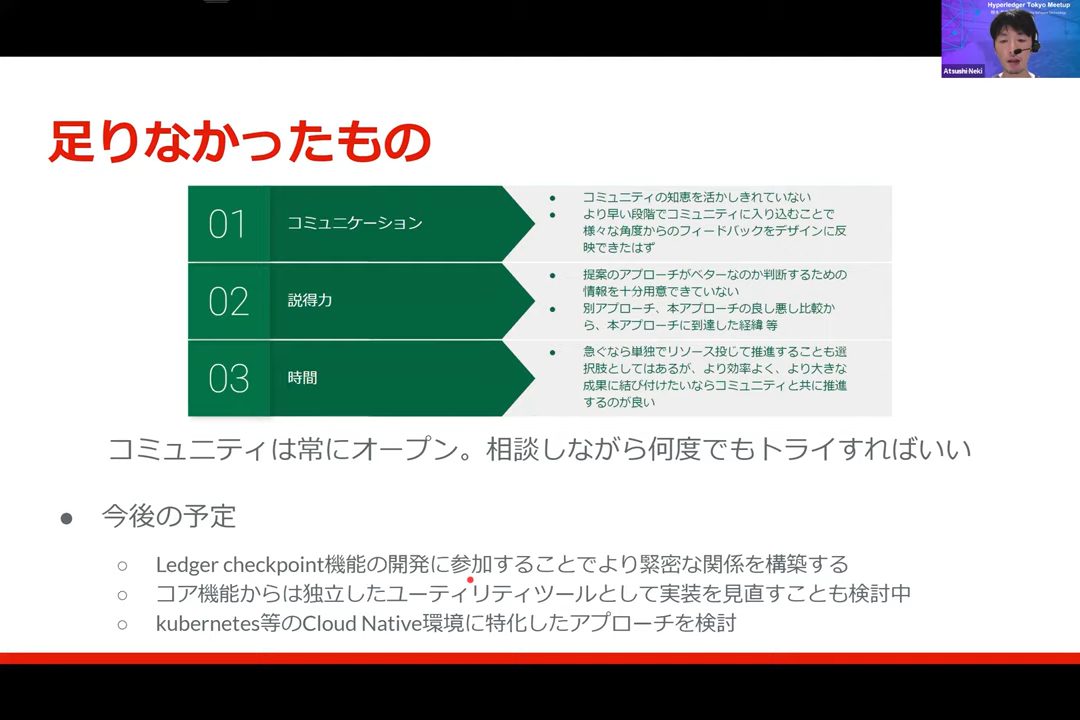 Hyperledger Tokyo Meetup
Atsushi Neki
足りなかったもの
01
コミュニケーション
● コミュニティの知恵を活かしきれていない
● より早い段階でコミュニティに入り込むことで
様々な角度からのフィードバックをデザインに反
映できたはず
02
説得力
● 提案のアプローチがベターなのか判断するための
情報を十分用意できていない
● 別アプローチ、本アプローチの良し悪し比較か
ら、本アプローチに到達した経緯 等
03
時間
● 急ぐなら単独でリソース投じて推進することも選
択肢としてはあるが、より効率よく、より大きな
成果に結び付けたいならコミュニティと共に推進
するのが良い
コミュニティは常にオープン。相談しながら何度でもトライすればいい
● 今後の予定
○ Ledger checkpoint機能の開発に参加することでより緊密な関係を構築する
○ コア機能からは独立したユーティリティツールとして実装を見直すことも検討中
○ kubernetes等のCloud Native環境に特化したアプローチを検討